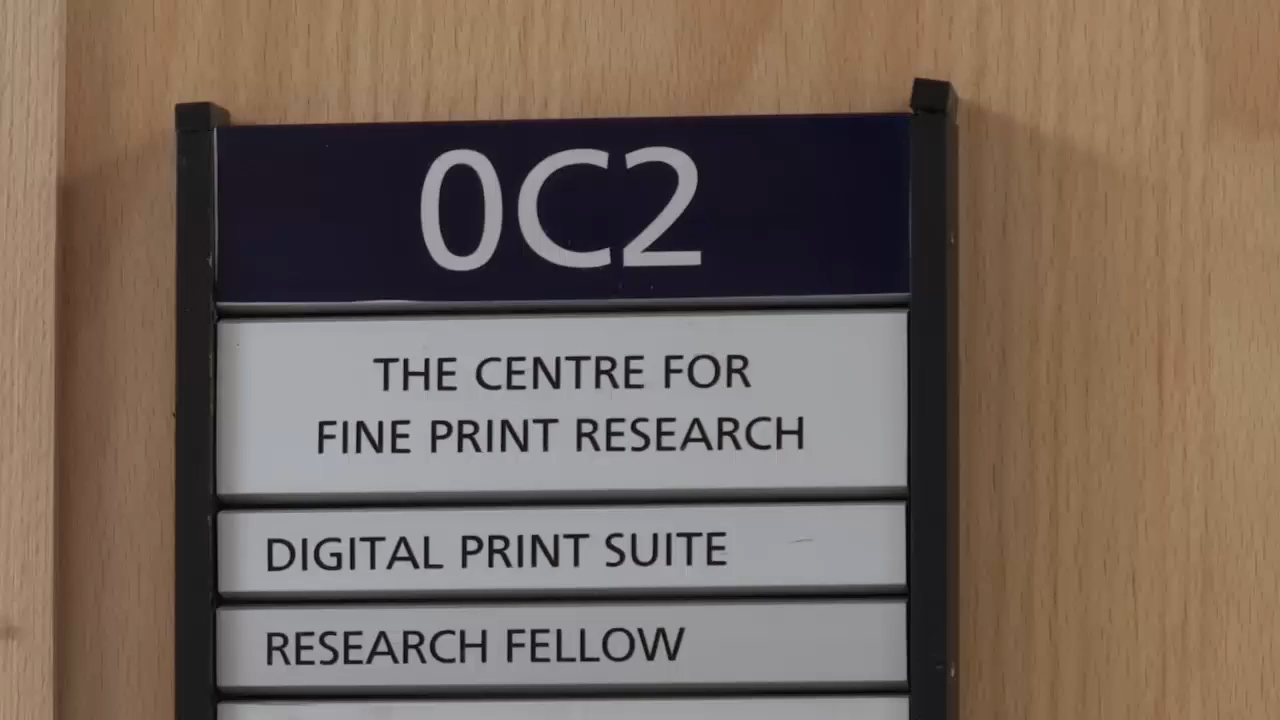 0C2
THE CENTRE FOR
FINE PRINT RESEARCH
DIGITAL PRINT SUITE
RESEARCH FELLOW